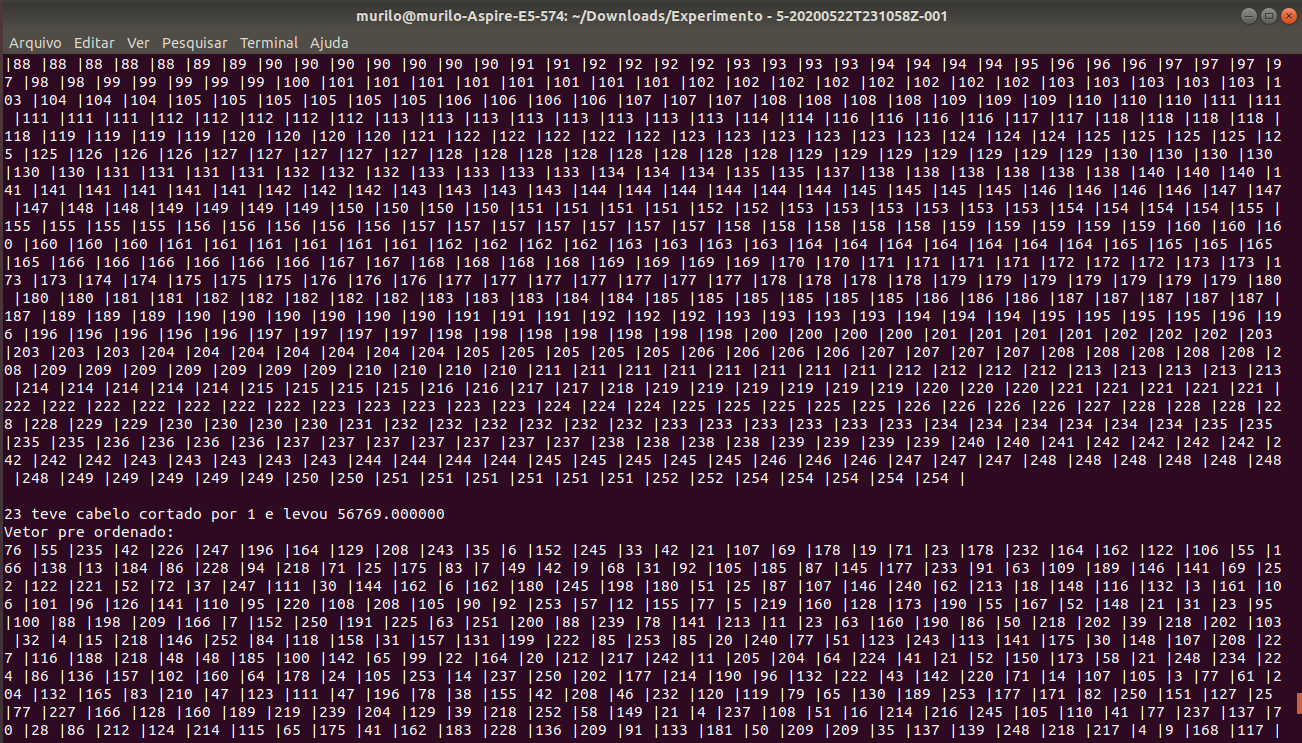 murilo@murilo-Aspire-E5-574: ~/Downloads/Experimento - 5-20200522T231058Z-001
Arquivo Editar Ver Pesquisar Terminal Ajuda
|88 |88 |88 |88 |88 |89 |89 |90 |90 |90 |90 |90 |90 |90 |91 |91 |92 |92 |92 |92 |93 |93 |93 |93 |94 |94 |94 |94 |95 |96 |96 |96 |97 |97 |97 |9
7 |98 |98 |99 |99 |99 |99 |99 |100 |101 |101 |101 |101 |101 |101 |101 |101 |101 |102 |102 |102 |102 |102 |102 |102 |102 |103 |103 |103 |103 |1
03 |104 |104 |104 |105 |105 |105 |105 |105 |105 |106 |106 |106 |106 |107 |107 |107 |108 |108 |108 |108 |109 |109 |109 |110 |110 |110 |111 |111
|111 |111 |111 |112 |112 |112 |112 |112 |113 |113 |113 |113 |113 |113 |113 |113 |114 |114 |116 |116 |116 |116 |117 |117 |118 |118 |118 |118 |
118 |119 |119 |119 |119 |120 |120 |120 |120 |121 |122 |122 |122 |122 |122 |123 |123 |123 |123 |123 |123 |124 |124 |124 |125 |125 |125 |125 |12
5 |125 |126 |126 |126 |127 |127 |127 |127 |127 |128 |128 |128 |128 |128 |128 |128 |128 |129 |129 |129 |129 |129 |129 |129 |130 |130 |130 |130
|130 |130 |131 |131 |131 |131 |132 |132 |132 |133 |133 |133 |133 |134 |134 |134 |135 |135 |137 |138 |138 |138 |138 |138 |138 |140 |140 |140 |1
41 |141 |141 |141 |141 |141 |142 |142 |142 |143 |143 |143 |143 |144 |144 |144 |144 |144 |144 |145 |145 |145 |145 |146 |146 |146 |146 |147 |147
|147 |148 |148 |149 |149 |149 |149 |150 |150 |150 |150 |151 |151 |151 |151 |152 |152 |153 |153 |153 |153 |153 |153 |154 |154 |154 |154 |155 |
155 |155 |155 |155 |156 |156 |156 |156 |156 |156 |157 |157 |157 |157 |157 |157 |157 |158 |158 |158 |158 |158 |159 |159 |159 |159 |160 |160 |16
0 |160 |160 |160 |161 |161 |161 |161 |161 |161 |161 |162 |162 |162 |162 |163 |163 |163 |163 |164 |164 |164 |164 |164 |164 |164 |165 |165 |165 |165
|165 |166 |166 |166 |166 |166 |166 |167 |167 |168 |168 |168 |168 |169 |169 |169 |169 |170 |170 |171 |171 |171 |171 |172 |172 |172 |173 |173 |1
73 |173 |174 |174 |175 |175 |175 |176 |176 |176 |177 |177 |177 |177 |177 |177 |177 |178 |178 |178 |178 |179 |179 |179 |179 |179 |179 |179 |180
|180 |180 |181 |181 |182 |182 |182 |182 |182 |183 |183 |183 |184 |184 |185 |185 |185 |185 |185 |185 |186 |186 |186 |187 |187 |187 |187 |187 |
187 |189 |189 |189 |190 |190 |190 |190 |190 |190 |191 |191 |191 |192 |192 |192 |193 |193 |193 |193 |194 |194 |194 |195 |195 |195 |195 |196 |19
6 |196 |196 |196 |196 |196 |197 |197 |197 |197 |198 |198 |198 |198 |198 |198 |198 |200 |200 |200 |200 |201 |201 |201 |201 |202 |202 |202 |203
|203 |203 |203 |204 |204 |204 |204 |204 |204 |204 |205 |205 |205 |205 |205 |206 |206 |206 |206 |207 |207 |207 |207 |208 |208 |208 |208 |208 |2
08 |209 |209 |209 |209 |209 |209 |210 |210 |210 |210 |211 |211 |211 |211 |211 |211 |211 |211 |212 |212 |212 |212 |213 |213 |213 |213 |213
|214 |214 |214 |214 |214 |215 |215 |215 |215 |216 |216 |217 |217 |218 |219 |219 |219 |219 |219 |219 |220 |220 |220 |221 |221 |221 |221 |221 |
222 |222 |222 |222 |222 |222 |222 |223 |223 |223 |223 |223 |224 |224 |224 |225 |225 |225 |225 |225 |226 |226 |226 |226 |227 |228 |228 |228 |22
8 |228 |229 |229 |230 |230 |230 |230 |231 |232 |232 |232 |232 |232 |232 |233 |233 |233 |233 |233 |233 |234 |234 |234 |234 |234 |234 |235 |235
|235 |235 |236 |236 |236 |236 |237 |237 |237 |237 |237 |237 |237 |237 |238 |238 |238 |238 |239 |239 |239 |239 |240 |240 |241 |242 |242 |242 |242 |2
42 |242 |242 |243 |243 |243 |243 |243 |244 |244 |244 |244 |244 |245 |245 |245 |245 |245 |246 |246 |246 |247 |247 |247 |248 |248 |248 |248 |248
|248 |249 |249 |249 |249 |249 |250 |250 |251 |251 |251 |251 |251 |251 |251 |252 |252 |254 |254 |254 |254 |254 |
23 teve cabelo cortado por 1 e levou 56769.000000
Vetor pre ordenado:
76 |55 |235 |42 |226 |247 |196 |164 |129 |208 |243 |35 |6 |152 |245 |33 |42 |21 |107 |69 |178 |19 |71 |23 |178 |232 |164 |162 |122 |106 |55 |1
66 |138 |13 |184 |86 |228 |94 |218 |71 |25 |175 |83 |7 |49 |42 |9 |68 |31 |92 |105 |185 |87 |145 |177 |233 |91 |63 |109 |189 |146 |141 |69 |25
2 |122 |221 |52 |72 |37 |247 |111 |30 |144 |162 |6 |162 |180 |245 |198 |180 |51 |25 |87 |107 |146 |240 |62 |213 |18 |148 |116 |132 |3 |161 |10
6 |101 |96 |126 |141 |110 |95 |220 |108 |208 |105 |90 |92 |253 |57 |12 |155 |77 |5 |219 |160 |128 |173 |190 |55 |167 |52 |148 |21 |31 |23 |95
|100 |88 |198 |209 |166 |7 |152 |250 |191 |225 |63 |251 |200 |88 |239 |78 |141 |213 |11 |23 |63 |160 |190 |86 |50 |218 |202 |39 |218 |202 |103
|32 |4 |15 |218 |146 |252 |84 |118 |158 |31 |157 |131 |199 |222 |85 |253 |85 |20 |240 |77 |51 |123 |243 |113 |141 |175 |30 |148 |107 |208 |22
7 |116 |188 |218 |48 |48 |185 |100 |142 |65 |99 |22 |164 |20 |212 |217 |242 |11 |205 |204 |64 |224 |41 |21 |52 |150 |173 |58 |21 |248 |234 |22
4 |86 |136 |157 |102 |160 |64 |178 |24 |105 |253 |14 |237 |250 |202 |177 |214 |190 |96 |132 |222 |43 |142 |220 |71 |14 |107 |105 |3 |77 |61 |2
04 |132 |165 |83 |210 |47 |123 |111 |47 |196 |78 |38 |155 |42 |208 |46 |232 |120 |119 |79 |65 |130 |189 |253 |177 |171 |82 |250 |151 |127 |25
|77 |227 |166 |128 |160 |189 |219 |239 |204 |129 |39 |218 |252 |58 |149 |21 |4 |237 |108 |51 |16 |214 |216 |245 |105 |110 |41 |77 |237 |137 |7
0 |28 |86 |212 |124 |214 |115 |65 |175 |41 |162 |183 |228 |136 |209 |91 |133 |181 |50 |209 |209 |35 |137 |139 |248 |218 |217 |4 |9 |168 |117 |